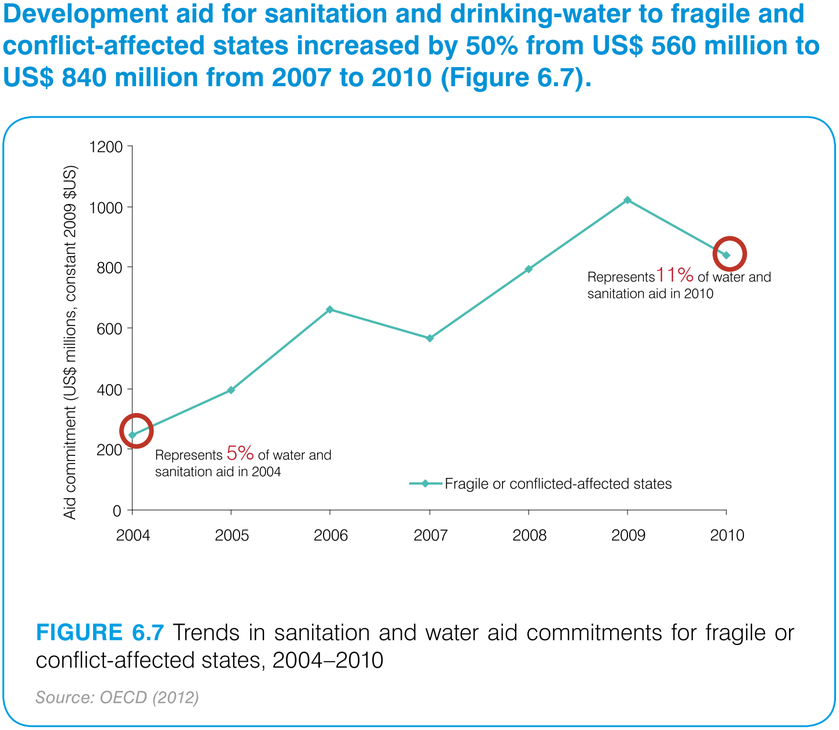 Development aid for sanitation and drinking-water to fragile and
conflict-affected states increased by 50% from US$ 560 million to
US$ 840 million from 2007 to 2010 (Figure 6.7).
Aid commitment (US$ millions, constant 2009 $US)
1200
1000
800
600
400
200
0
2004
2005
2006
2007
2008
2009
2010
Represents 5% of water and
sanitation aid in 2004
Represents 11% of water and
sanitation aid in 2010
Fragile or conflicted-affected states
FIGURE 6.7 Trends in sanitation and water aid commitments for fragile or
conflict-affected states, 2004–2010
Source: OECD (2012)